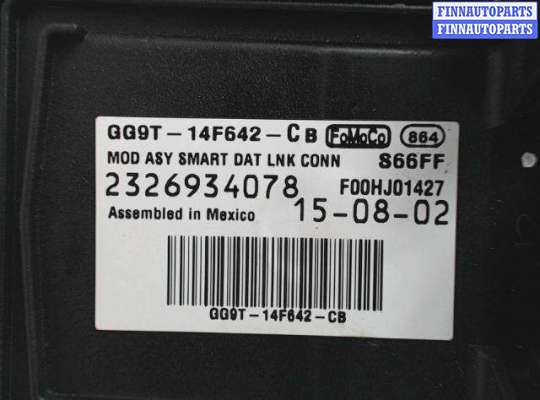 FINNAUTOPARTS
FINNAUTOPARTS
GG9T-14F642-CB FoMoCo 864
MOD ASY SMART DAT LNK CONN S66FF
2326934078 F00HJ01427
Assembled in Mexico 15-08-02
GG9T-14F642-CB